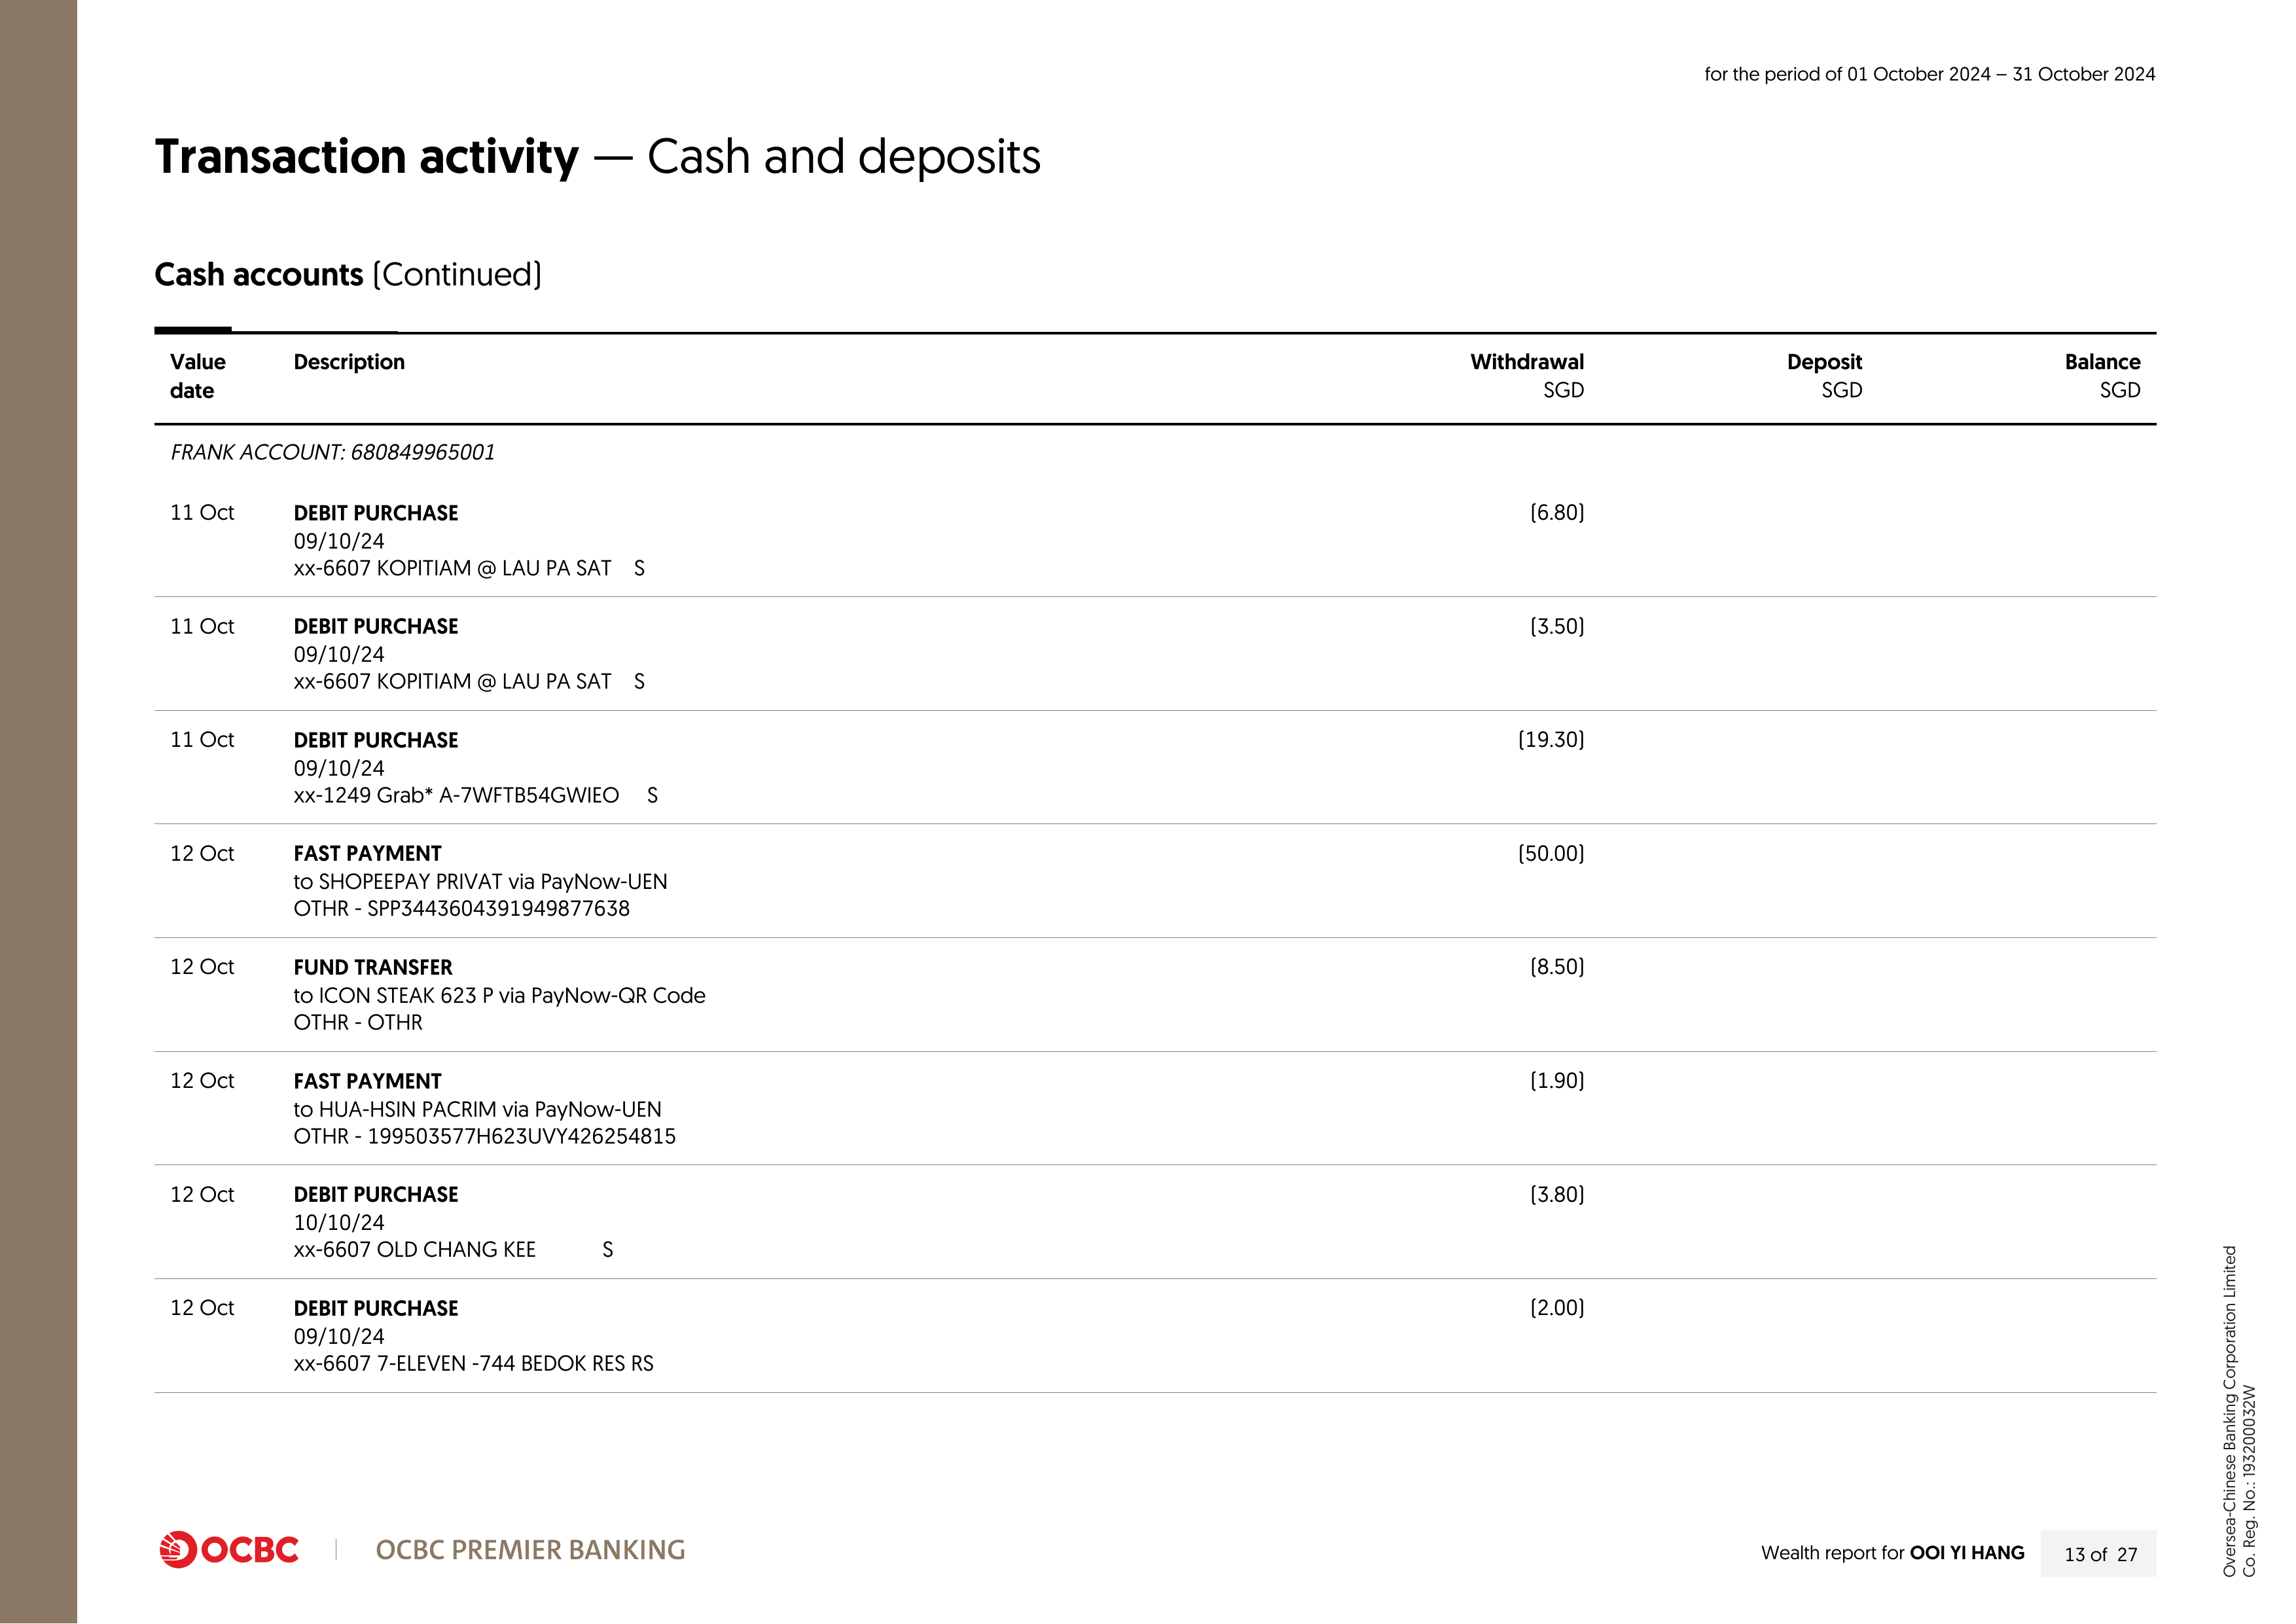 for the period of 01 October 2024 – 31 October 2024
Transaction activity — Cash and deposits
Cash accounts (Continued)
Value date Description Withdrawal SGD Deposit SGD Balance SGD
FRANK ACCOUNT: 680849965001
11 Oct DEBIT PURCHASE (6.80)
09/10/24
xx-6607 KOPITIAM @ LAU PA SAT S
11 Oct DEBIT PURCHASE (3.50)
09/10/24
xx-6607 KOPITIAM @ LAU PA SAT S
11 Oct DEBIT PURCHASE (19.30)
09/10/24
xx-1249 Grab* A-7WFTB54GWIEO S
12 Oct FAST PAYMENT (50.00)
to SHOPEEPAY PRIVAT via PayNow-UEN
OTHR - SPP3443604391949877638
12 Oct FUND TRANSFER (8.50)
to ICON STEAK 623 P via PayNow-QR Code
OTHR - OTHR
12 Oct FAST PAYMENT (1.90)
to HUA-HSIN PACRIM via PayNow-UEN
OTHR - 199503577H623UVY426254815
12 Oct DEBIT PURCHASE (3.80)
10/10/24
xx-6607 OLD CHANG KEE S
12 Oct DEBIT PURCHASE (2.00)
09/10/24
xx-6607 7-ELEVEN -744 BEDOK RES RS
OCBC | OCBC PREMIER BANKING
Wealth report for OOI YI HANG 13 of 27
Oversea-Chinese Banking Corporation Limited
Co. Reg. No.: 193200032W